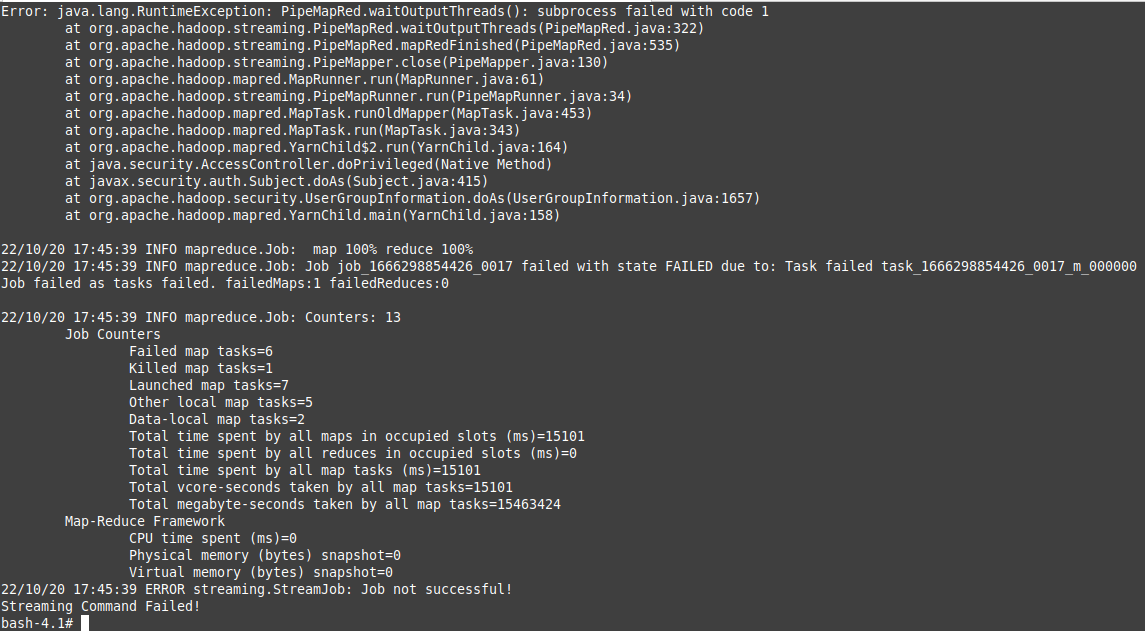 Error: java.lang.RuntimeException: PipeMapRed.waitOutputThreads(): subprocess failed with code 1
at org.apache.hadoop.streaming.PipeMapRed.waitOutputThreads(PipeMapRed.java:322)
at org.apache.hadoop.streaming.PipeMapRed.mapRedFinished(PipeMapRed.java:535)
at org.apache.hadoop.streaming.PipeMapper.close(PipeMapper.java:130)
at org.apache.hadoop.mapred.MapRunner.run(MapRunner.java:61)
at org.apache.hadoop.streaming.PipeMapRunner.run(PipeMapRunner.java:34)
at org.apache.hadoop.mapred.MapTask.runOldMapper(MapTask.java:453)
at org.apache.hadoop.mapred.MapTask.run(MapTask.java:343)
at org.apache.hadoop.mapred.YarnChild$2.run(YarnChild.java:164)
at java.security.AccessController.doPrivileged(Native Method)
at javax.security.auth.Subject.doAs(Subject.java:415)
at org.apache.hadoop.security.UserGroupInformation.doAs(UserGroupInformation.java:1657)
at org.apache.hadoop.mapred.YarnChild.main(YarnChild.java:158)
22/10/20 17:45:39 INFO mapreduce.Job:  map 100% reduce 100%
22/10/20 17:45:39 INFO mapreduce.Job: Job job_1666298854426_0017 failed with state FAILED due to: Task failed task_1666298854426_0017_m_000000
Job failed as tasks failed. failedMaps:1 failedReduces:0
22/10/20 17:45:39 INFO mapreduce.Job: Counters: 13
Job Counters
Failed map tasks=6
Killed map tasks=1
Launched map tasks=7
Other local map tasks=5
Data-local map tasks=2
Total time spent by all maps in occupied slots (ms)=15101
Total time spent by all reduces in occupied slots (ms)=0
Total time spent by all map tasks (ms)=15101
Total vcore-seconds taken by all map tasks=15101
Total megabyte-seconds taken by all map tasks=15463424
Map-Reduce Framework
CPU time spent (ms)=0
Physical memory (bytes) snapshot=0
Virtual memory (bytes) snapshot=0
22/10/20 17:45:39 ERROR streaming.StreamJob: Job not successful!
Streaming Command Failed!
bash-4.1#